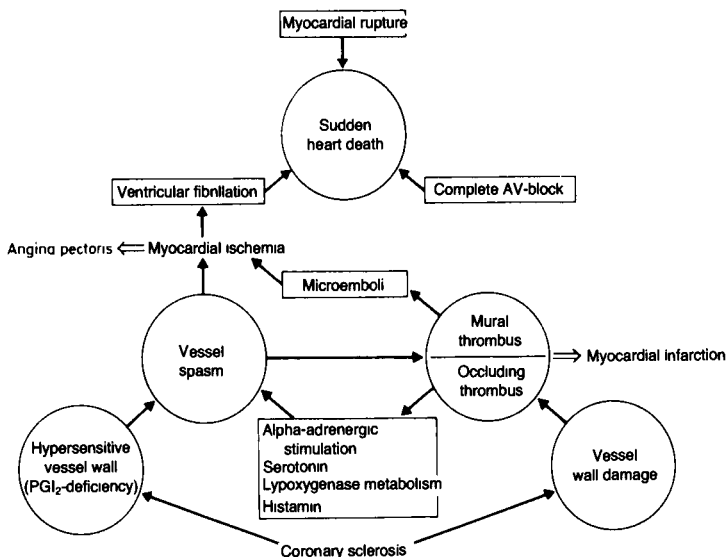 Myocardial rupture
Sudden
heart death
Ventricular fibrillation
Complete AV-block
Angina pectoris
Myocardial ischemia
Microemboli
Mural
thrombus
Occluding
thrombus
Myocardial infarction
Vessel
spasm
Alpha-adrenergic
stimulation
Serotonin
Lypoxygenase metabolism
Histamin
Hypersensitive
vessel wall
(PGI₂-deficiency)
Vessel
wall damage
Coronary sclerosis